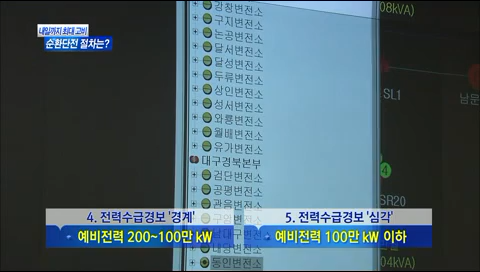 내일까지 최대 고비
순환단전 절차는?
강창변전소
구지변전소
논공변전소
달서변전소
달성변전소
두류변전소
상인변전소
성서변전소
와룡변전소
월배변전소
유가변전소
대구경북본부
검단변전소
공평변전소
관음변전소
동인변전소
08kVA)
SL1
남문
4
SR20
04kVA)
4. 전력수급경보 '경계'
예비전력 200~100만 kW
5. 전력수급경보 '심각'
예비전력 100만 kW 이하